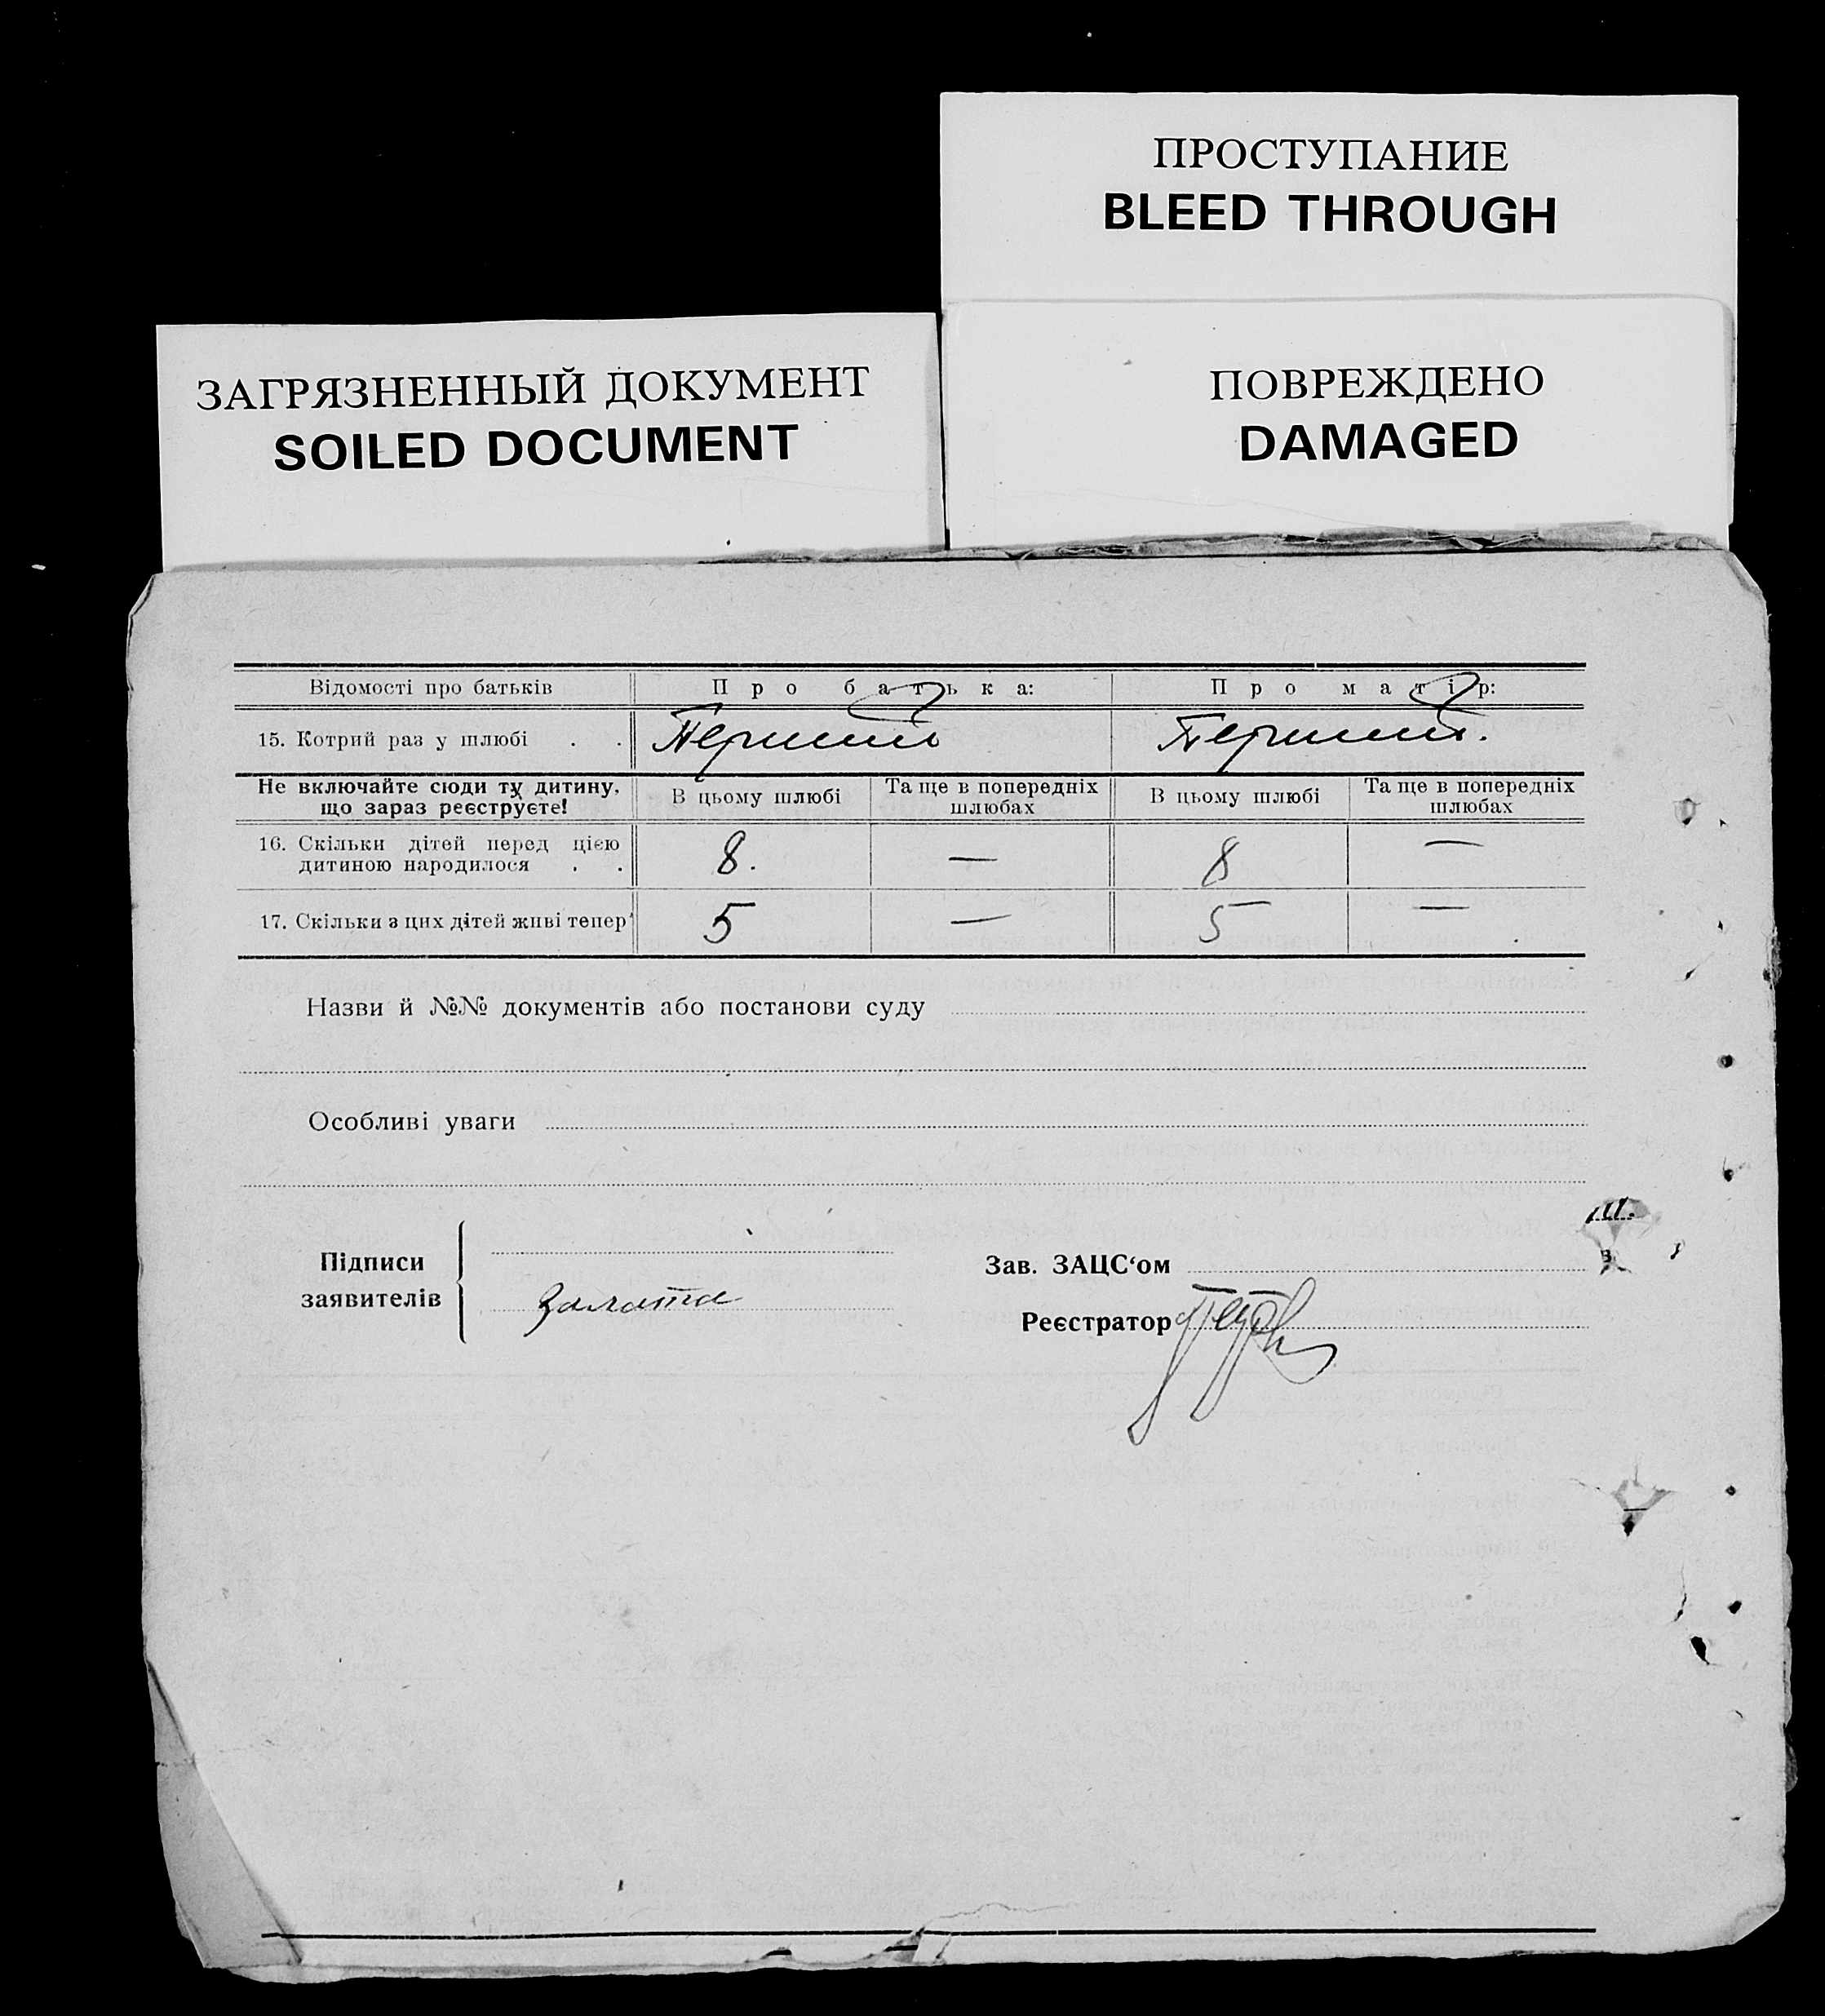 ПРОСТУПАНИЕ
BLEED THROUGH
ЗАГРЯЗНЕННЫЙ ДОКУМЕНТ
SOILED DOCUMENT
ПОВРЕЖДЕНО
DAMAGED
Відомості про батьків Про батька: Про матір:
15. Котрий раз у шлюбі . . Перший Перший.
Не включайте сюди ту дитину, що зараз реєструєте! В цьому шлюбі Та ще в попередніх шлюбах В цьому шлюбі Та ще в попередніх шлюбах
16. Скільки дітей перед цією
дитиною народилося . . 8. — 8 —
17. Скільки з цих дітей живі тепер 5 — 5 —
Назви й №№ документів або постанови суду
Особливі уваги
Підписи
заявителів
Зав. ЗАЦС‘ом
Реєстратор